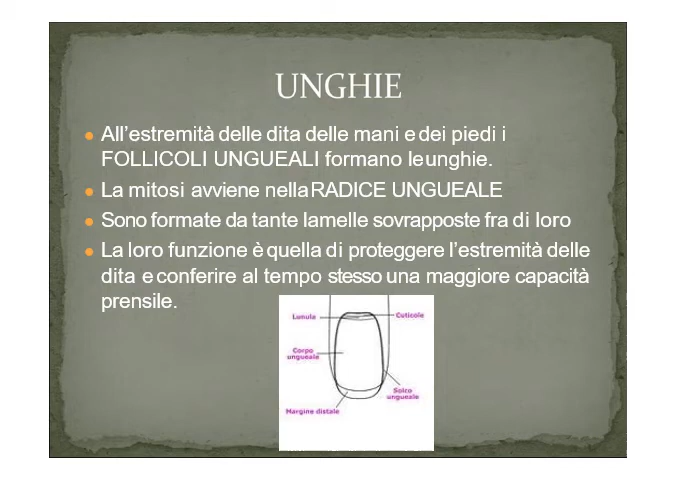 UNGHIE
All’estremità delle dita delle mani e dei piedi i
FOLLICOLI UNGUEALI formano le unghie.
La mitosi avviene nella RADICE UNGUEALE
Sono formate da tante lamelle sovrapposte fra di loro
La loro funzione è quella di proteggere l’estremità delle
dita e conferire al tempo stesso una maggiore capacità
prensile.
Lunula
Cuticole
Corpo
ungueale
Solco
ungueale
Margine distale